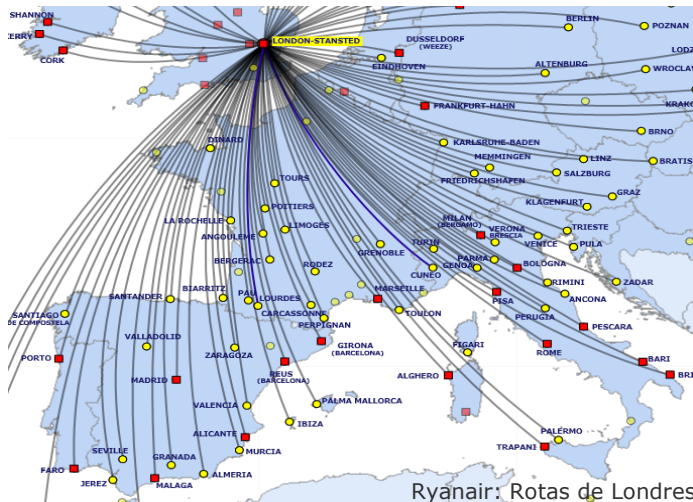 SHANNON
KERRY
CORK
LONDON-STANSTED
DUSSELDORF
(WEEZE)
EINDHOVEN
BERLIN
POZNAN
LODZ
ALTENBURG
WROCLAW
FRANKFURT-HAHN
KRAKO
BRNO
DINARD
KARLSRUHE-BADEN
MEMMINGEN
LINZ
BRATIS
FRIEDRICHSHAFEN
SALZBURG
TOURS
GRAZ
KLAGENFURT
POITIERS
LA ROCHELLE
LIMOGES
ANGOULEME
MILAN
(BERGAMO)
VERONA
BRESCIA
TRIESTE
TURIN
VENICE
PULA
BERGERAC
RODEZ
GRENOBLE
PARMA
GENOA
BOLOGNA
CUNEO
BIARRITZ
PAU
LOURDES
MARSEILLE
RIMINI
ZADAR
SANTANDER
CARCASSONNE
PISA
ANCONA
SANTIAGO
DE COMPOSTELA
PERPIGNAN
TOULON
PERUGIA
PESCARA
VALLADOLID
GIRONA
(BARCELONA)
FIGARI
ROME
PORTO
ZARAGOZA
BARI
REUS
(BARCELONA)
ALGHERO
BRI
MADRID
VALENCIA
PALMA MALLORCA
IBIZA
ALICANTE
PALERMO
MURCIA
TRAPANI
SEVILLE
GRANADA
FARO
JEREZ
MALAGA
ALMERIA
Ryanair: Rotas de Londres